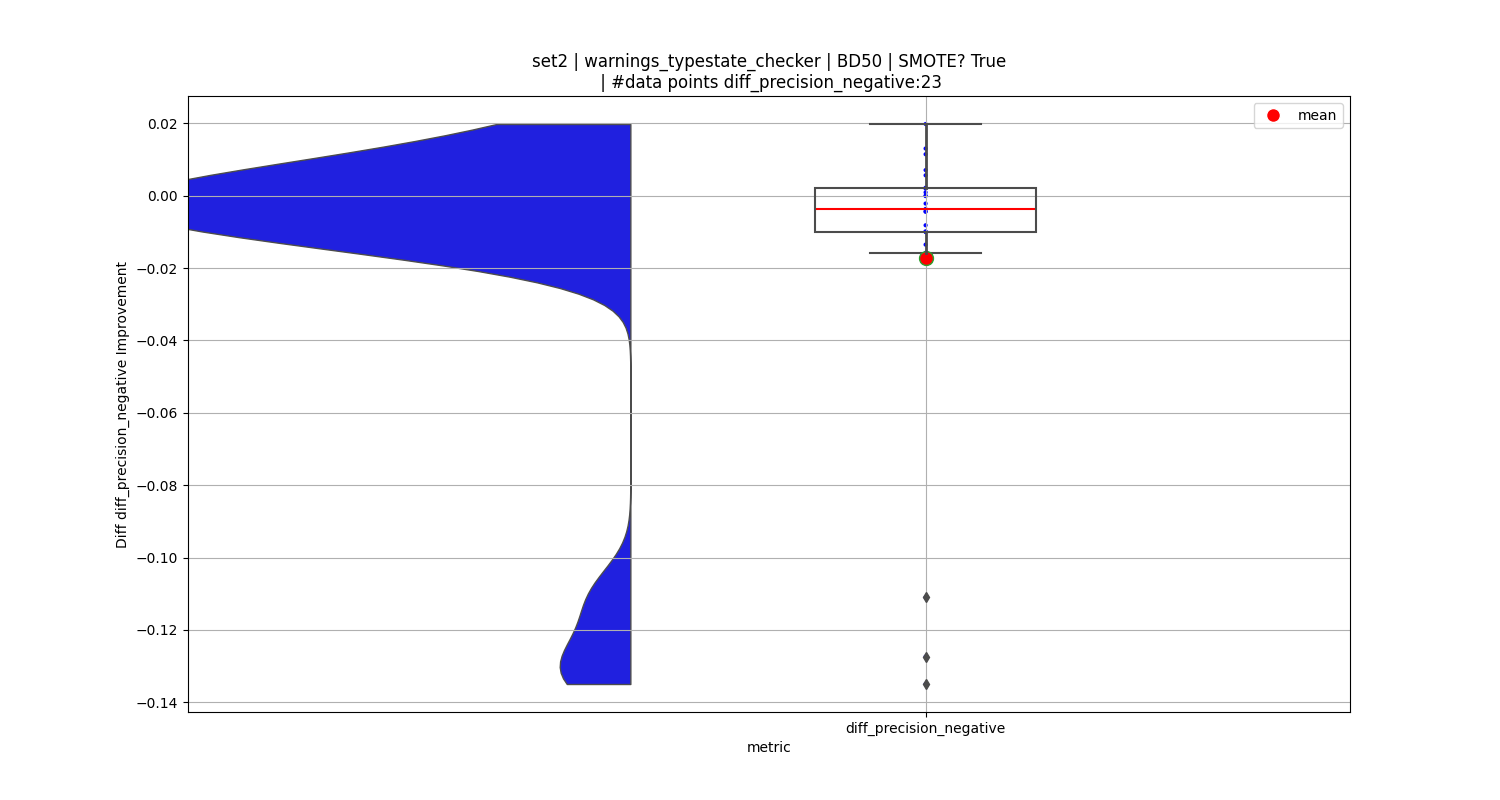 set2 | warnings_typestate_checker | BD50 | SMOTE? True
| #data points diff_precision_negative:23
mean
0.02
0.00
−0.02
−0.04
−0.06
−0.08
−0.10
−0.12
−0.14
Diff diff_precision_negative Improvement
diff_precision_negative
metric